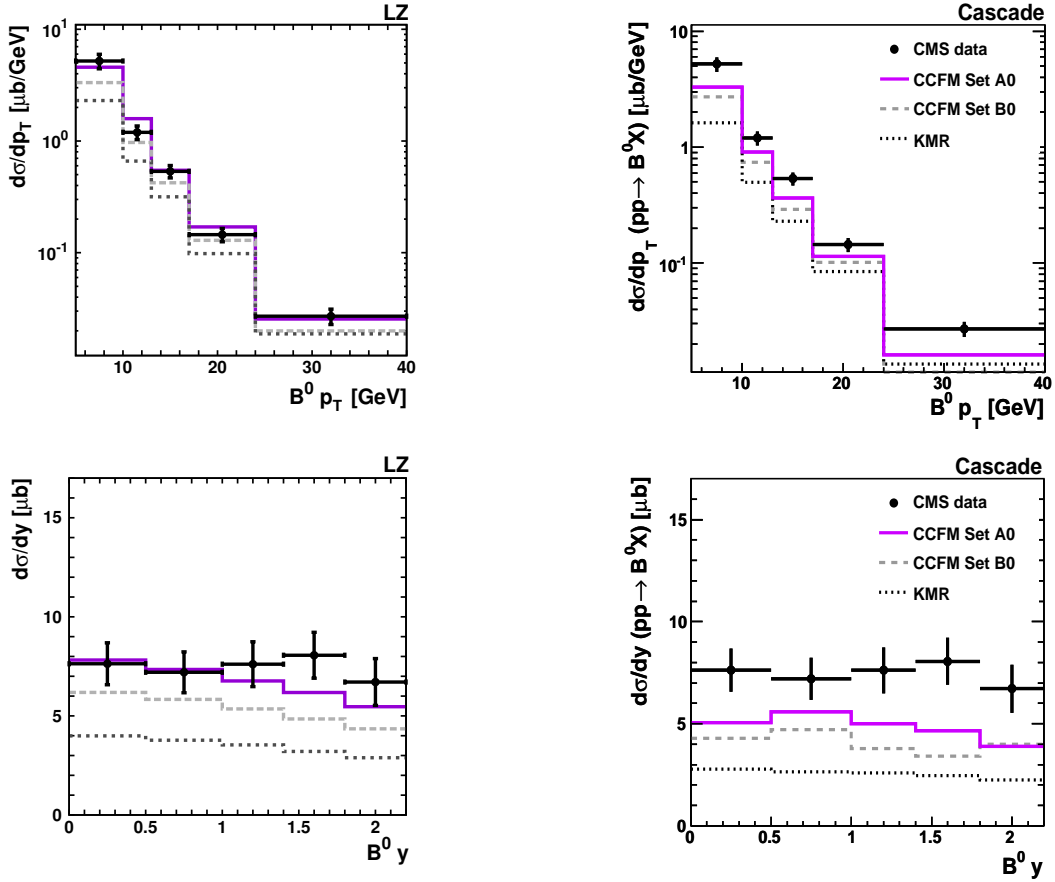 LZ
dσ/dp_T [μb/GeV]
10^1
10^0
10^-1
10 20 30 40
B^0 p_T [GeV]
Cascade
dσ/dp_T (pp→ B^0X) [μb/GeV]
10
1
10^-1
CMS data
CCFM Set A0
CCFM Set B0
KMR
10 20 30 40
B^0 p_T [GeV]
LZ
dσ/dy [μb]
15
10
5
0
0 0.5 1 1.5 2
B^0 y
Cascade
dσ/dy (pp→ B^0X) [μb]
15
10
5
0
CMS data
CCFM Set A0
CCFM Set B0
KMR
0 0.5 1 1.5 2
B^0 y